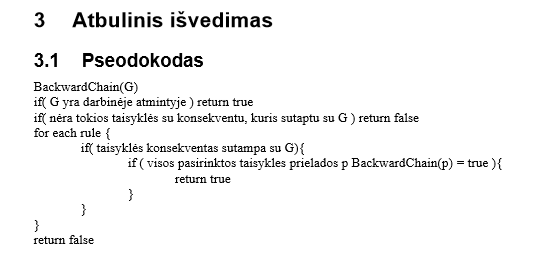 3 Atbulinis išvedimas
3.1 Pseodokodas
BackwardChain(G)
if( G yra darbinėje atmintyje ) return true
if( nėra tokios taisyklės su konsekventu, kuris sutaptu su G ) return false
for each rule {
if( taisyklės konsekventas sutampa su G){
if ( visos pasirinktos taisykles prielados p BackwardChain(p) = true ){
return true
}
}
}
return false